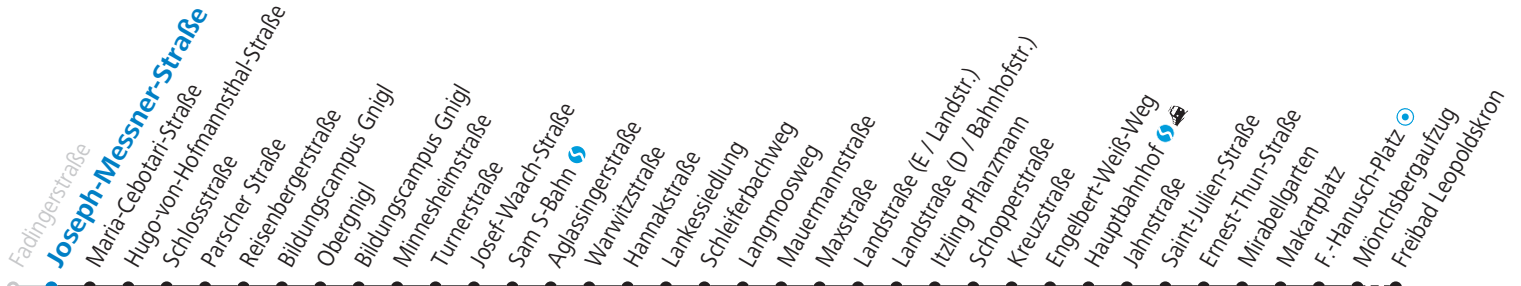 Fadingerstraße
Joseph-Messner-Straße
Maria-Cebotari-Straße
Hugo-von-Hofmannsthal-Straße
Schlossstraße
Parscher Straße
Reisenbergerstraße
Bildungscampus Gnigl
Obergnigl
Bildungscampus Gnigl
Minnesheimstraße
Turnerstraße
Josef-Waach-Straße
Sam S-Bahn
Aglassingerstraße
Warwitzstraße
Hannakstraße
Lankessiedlung
Schleiferbachweg
Langmoosweg
Mauermannstraße
Maxstraße
Landstraße (E / Landstr.)
Landstraße (D / Bahnhofstr.)
Itzling Pflanzmann
Schopperstraße
Kreuzstraße
Engelbert-Weiß-Weg
Hauptbahnhof
Jahnstraße
Saint-Julien-Straße
Ernest-Thun-Straße
Mirabellgarten
Makartplatz
F.-Hanusch-Platz
Mönchsbergaufzug
Freibad Leopoldskron